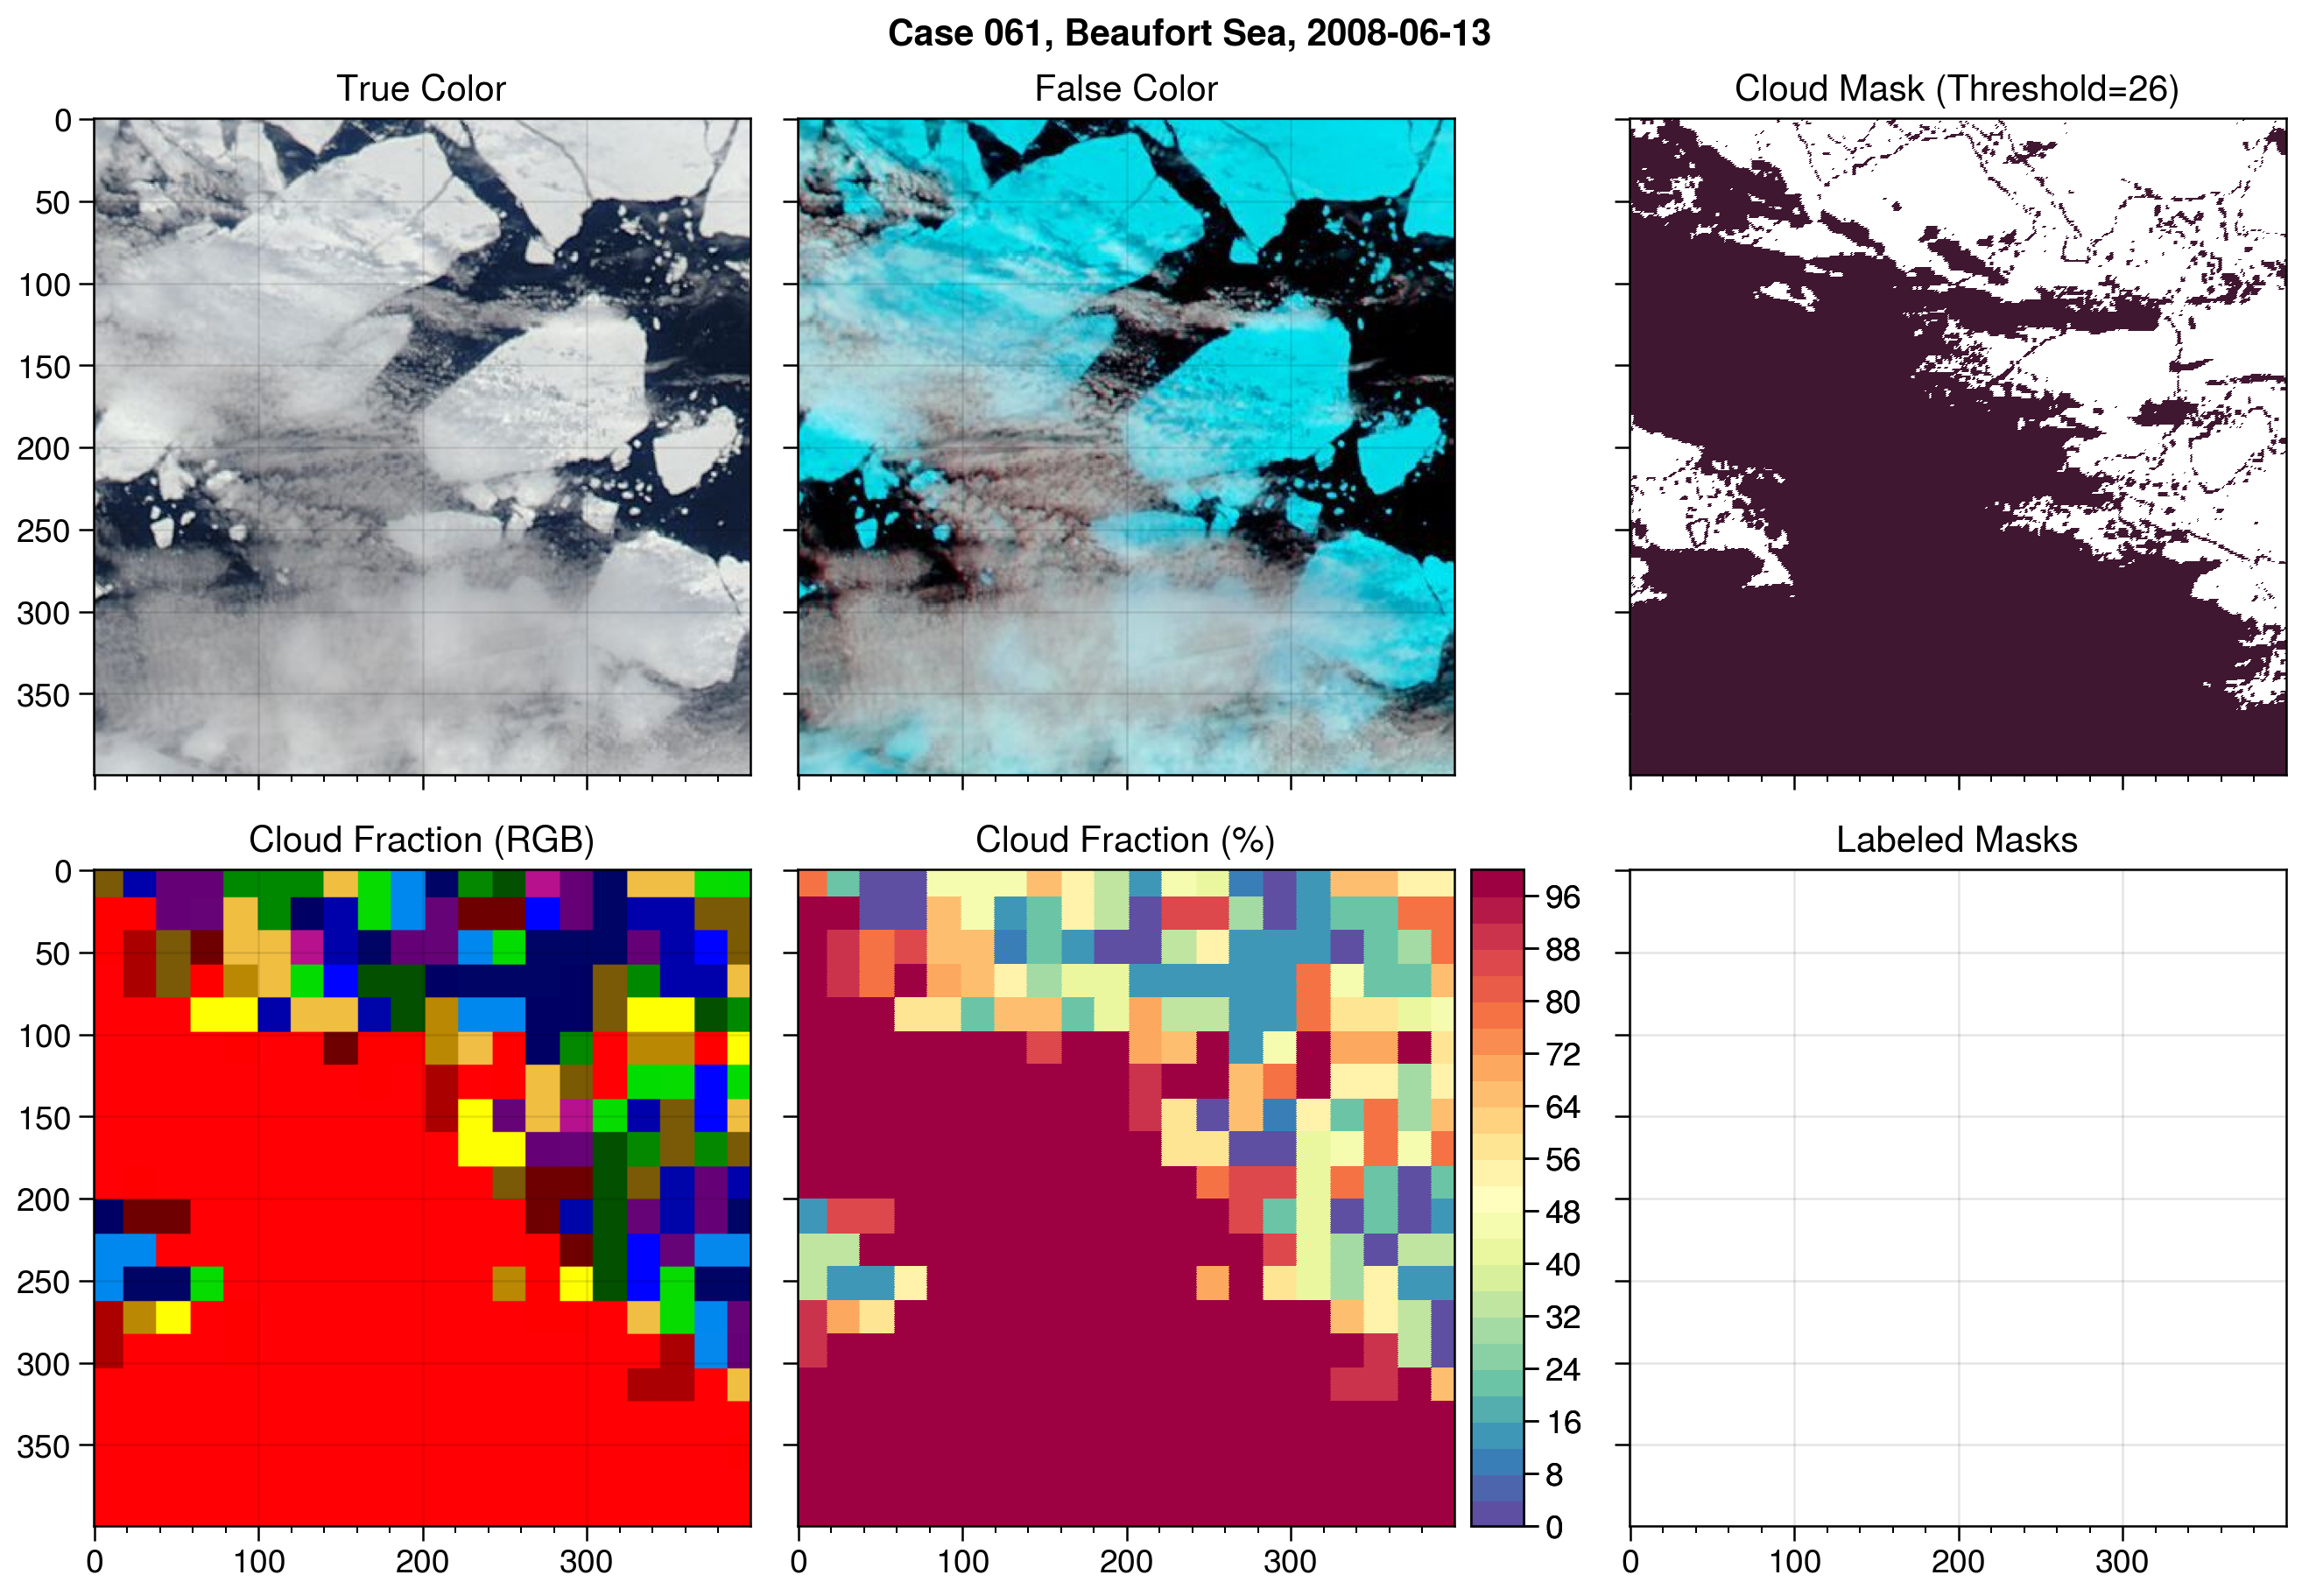 Case 061, Beaufort Sea, 2008-06-13
True Color
False Color
Cloud Mask (Threshold=26)
0
50
100
150
200
250
300
350
Cloud Fraction (RGB)
Cloud Fraction (%)
Labeled Masks
0
50
100
150
200
250
300
350
96
88
80
72
64
56
48
40
32
24
16
8
0
0 100 200 300
0 100 200 300
0 100 200 300